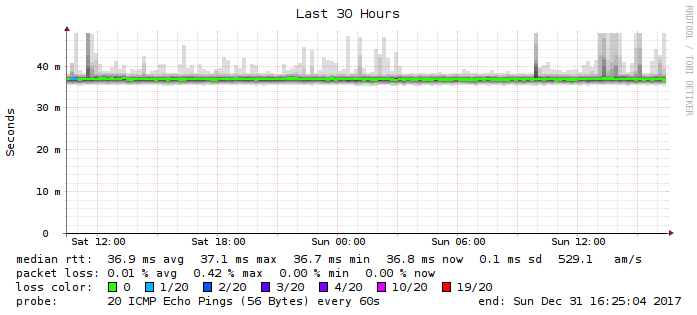 Last 30 Hours
RRDTOOL / TOBI OETIKER
Seconds
40 m
30 m
20 m
10 m
0
Sat 12:00 Sat 18:00 Sun 00:00 Sun 06:00 Sun 12:00
median rtt: 36.9 ms avg 37.1 ms max 36.7 ms min 36.8 ms now 0.1 ms sd 529.1 am/s
packet loss: 0.01 % avg 0.42 % max 0.00 % min 0.00 % now
loss color: 0 1/20 2/20 3/20 4/20 10/20 19/20
probe: 20 ICMP Echo Pings (56 Bytes) every 60s end: Sun Dec 31 16:25:04 2017